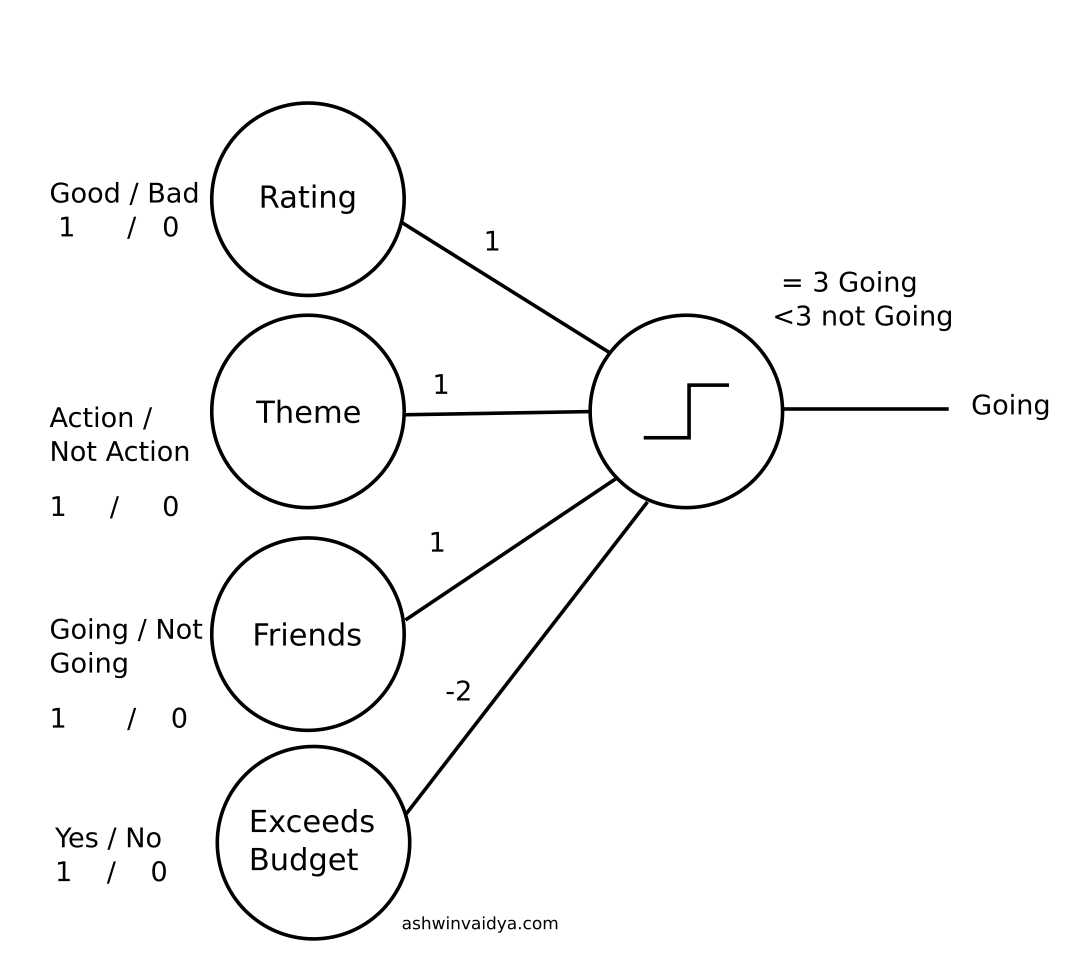 Good / Bad
1 / 0
Rating
1
= 3 Going
<3 not Going
Action /
Not Action
1 / 0
Theme
1
Going
Going / Not
Going
1 / 0
Friends
1
-2
Yes / No
1 / 0
Exceeds
Budget
ashwinvaidya.com